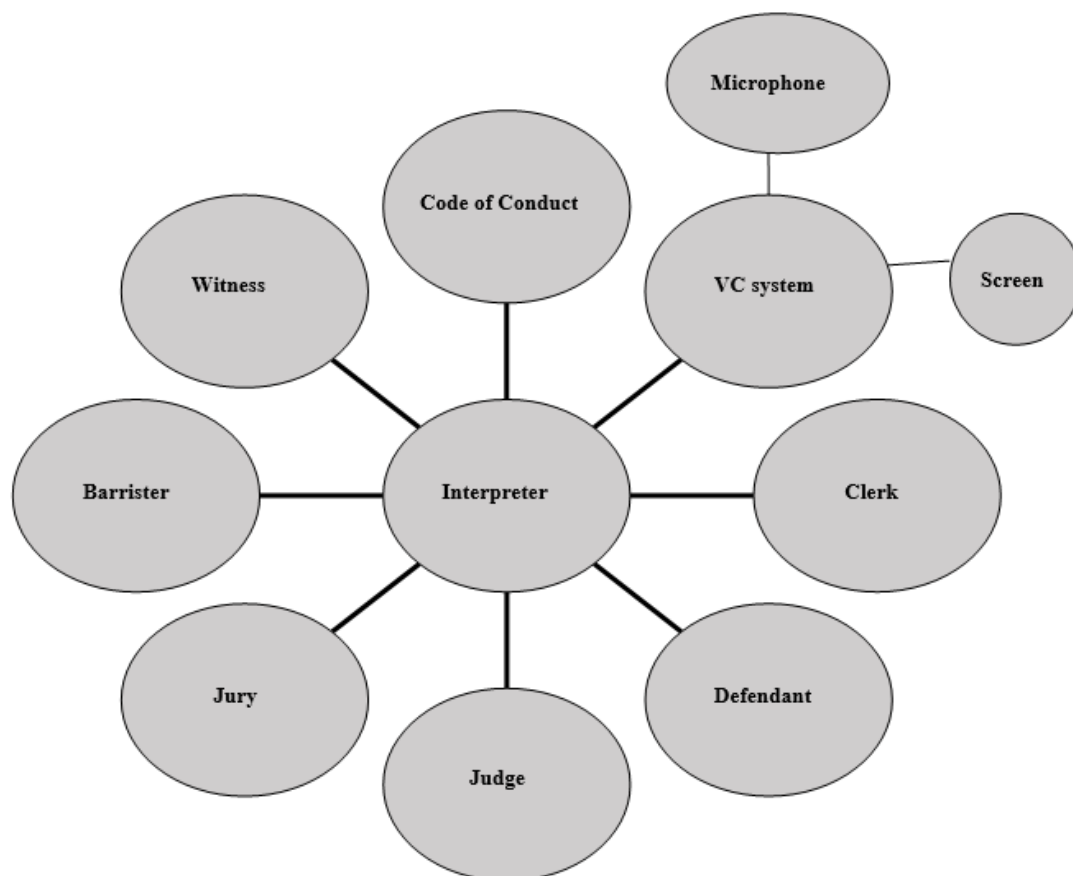 Microphone
Code of Conduct
Witness
VC system
Screen
Barrister
Interpreter
Clerk
Jury
Defendant
Judge